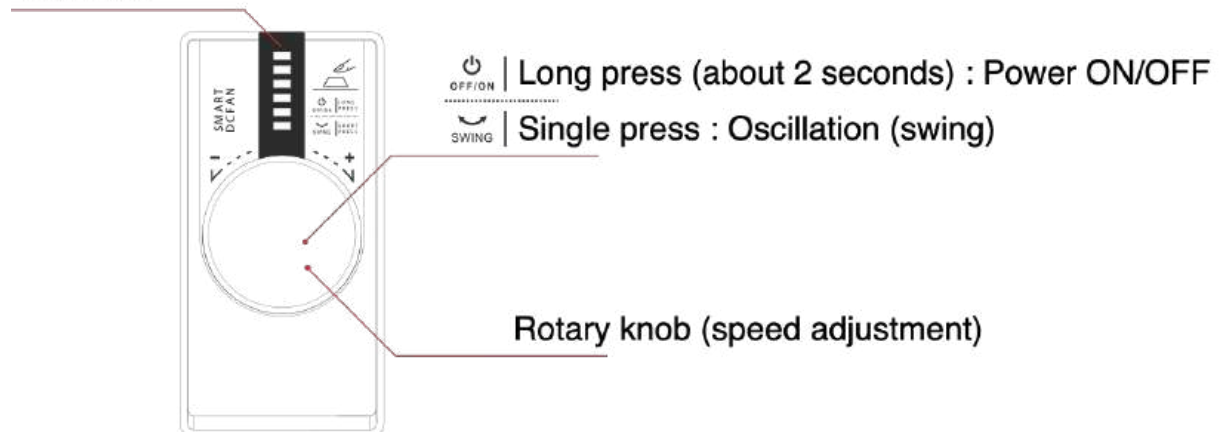 SMART
DCFAN
OFF/ON | Long press (about 2 seconds) : Power ON/OFF
SWING | Single press : Oscillation (swing)
- +
Rotary knob (speed adjustment)